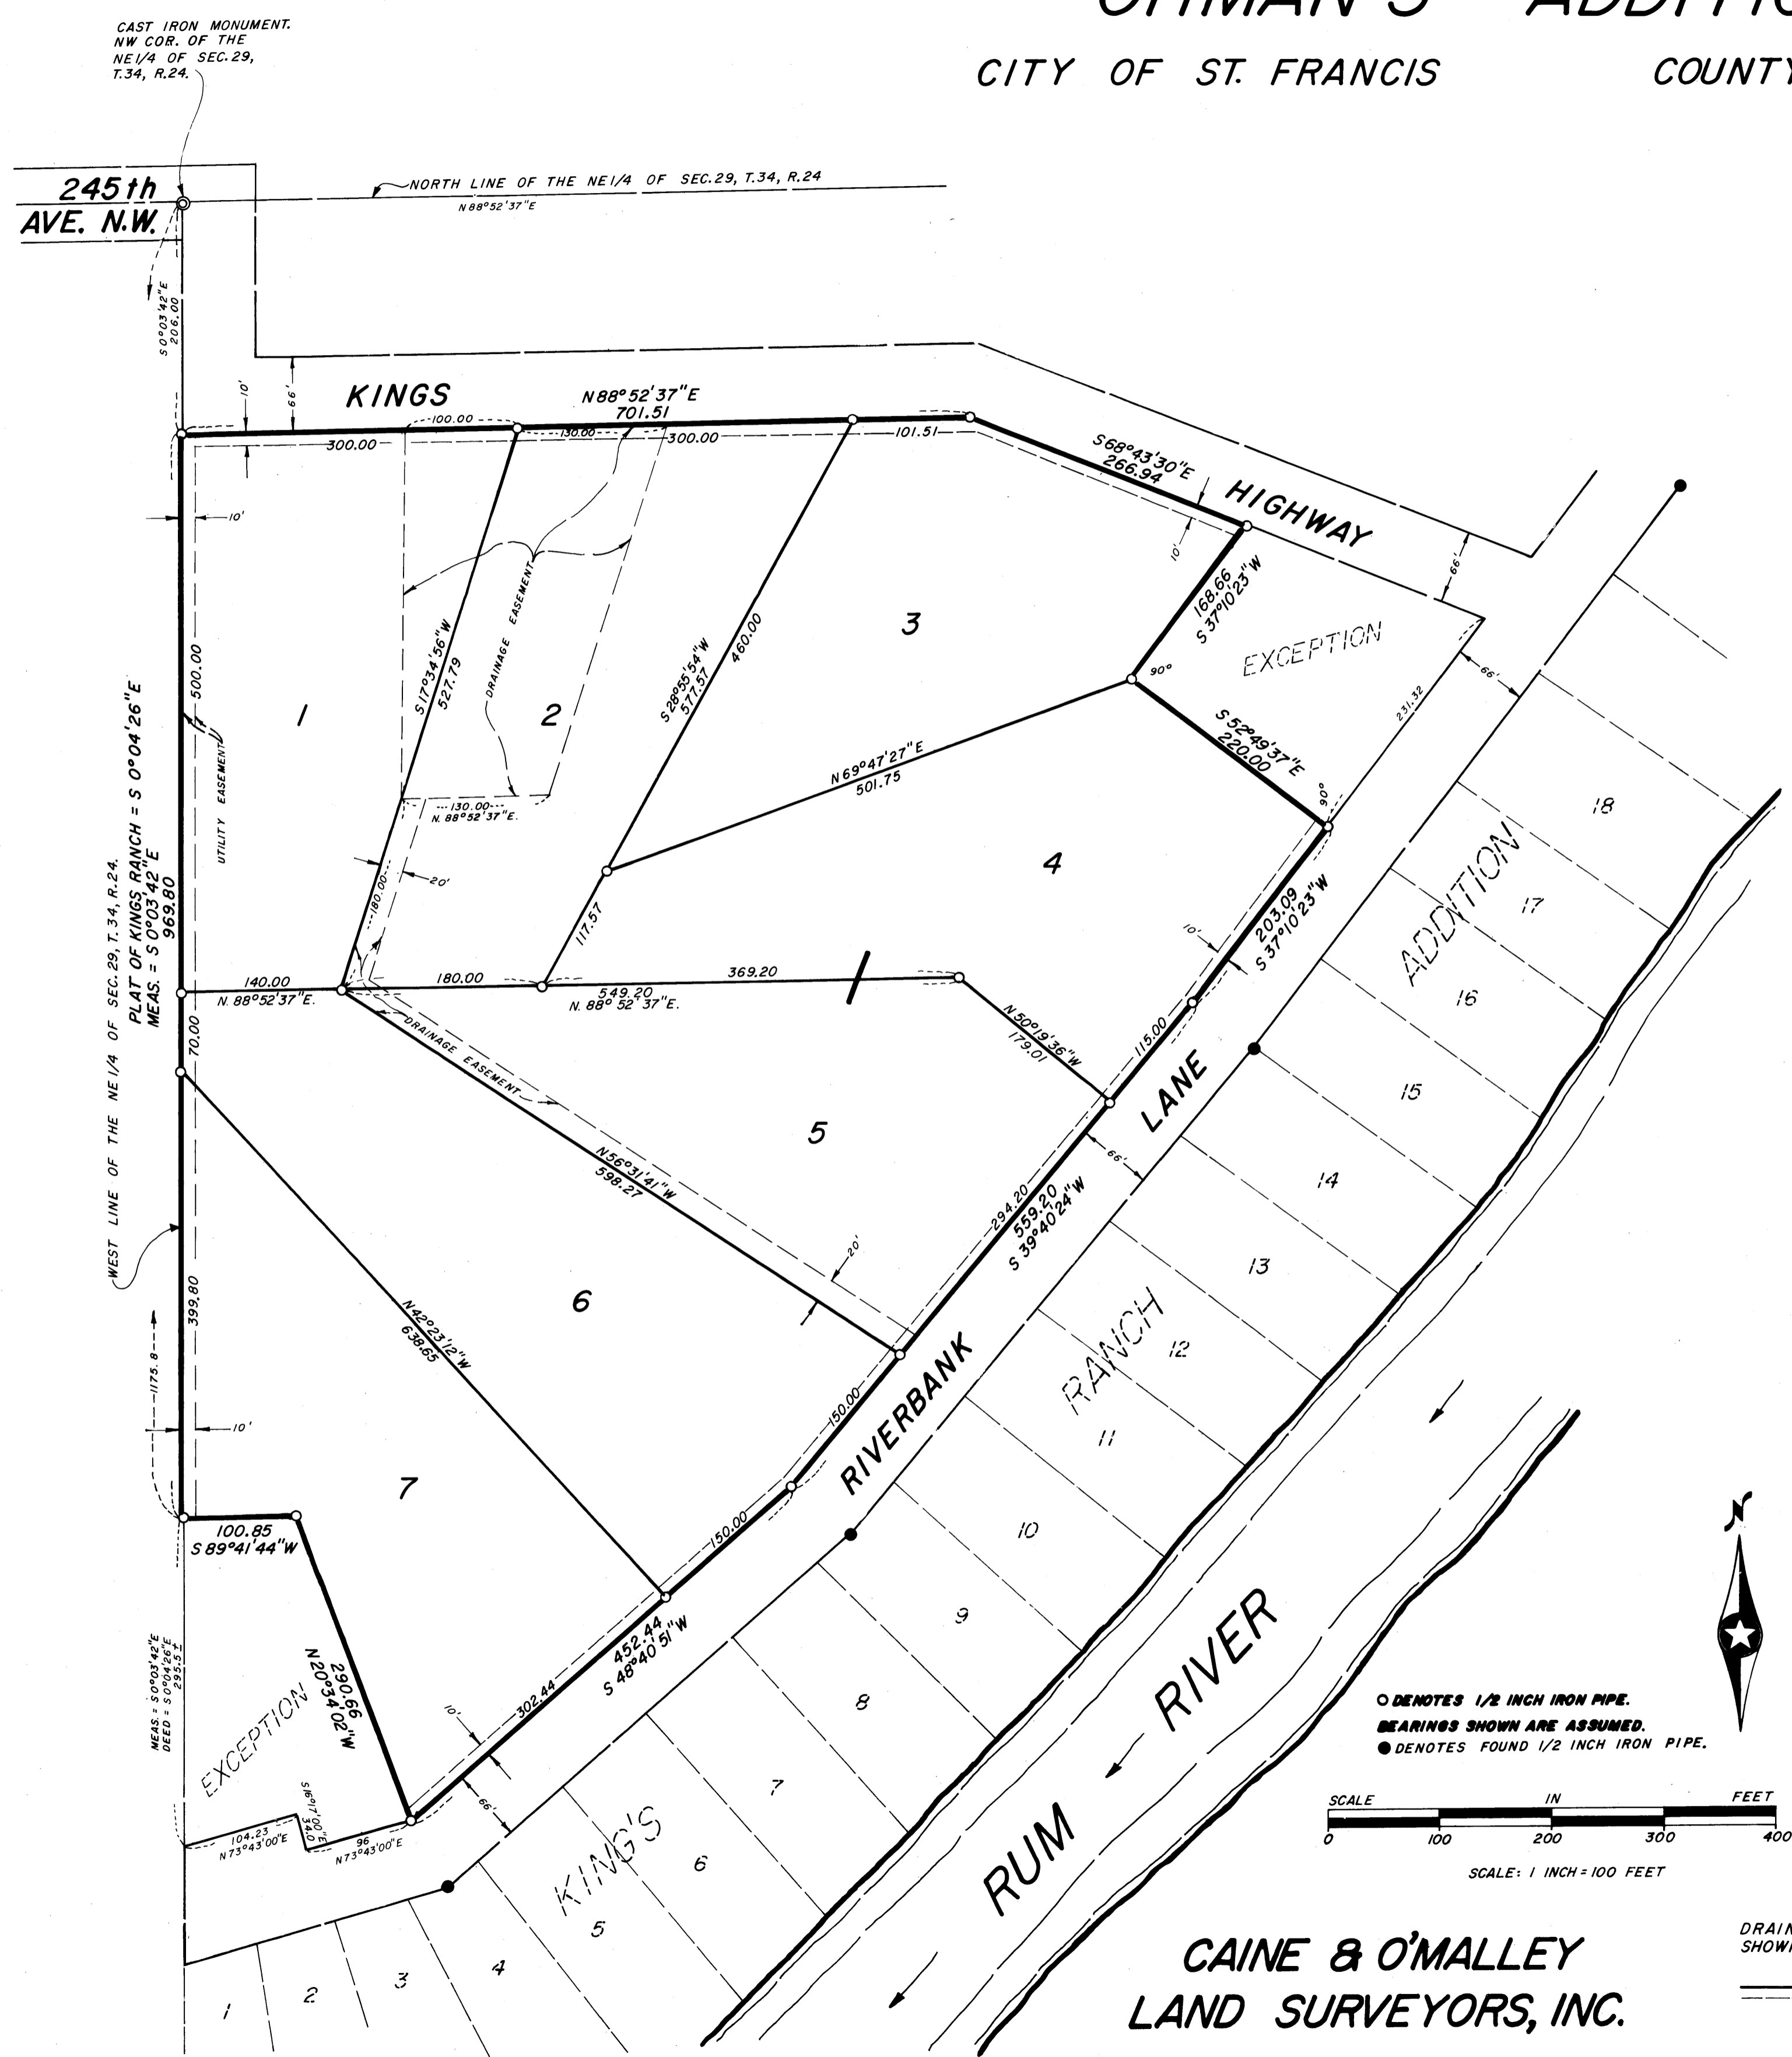 ADDITIO
CITY OF ST. FRANCIS
COUNTY
CAST IRON MONUMENT.
NW COR. OF THE
NE1/4 OF SEC.29,
T.34, R.24.
245th
AVE. N.W.
NORTH LINE OF THE NE1/4 OF SEC.29, T.34, R.24
N88°52'37"E
S0°03'42"E
206.00
10'
66'
KINGS
N88°52'37"E
701.51
100.00
130.00
300.00
300.00
101.51
S68°43'30"E
266.94
HIGHWAY
10'
66'
10'
168.66
S37°10'23"W
EXCEPTION
90°
S52°49'37"E
220.00
90°
231.32
66'
500.00
UTILITY EASEMENT
1
S17°34'56"W
527.79
DRAINAGE EASEMENT
2
S28°55'54"W
577.57
460.00
3
N69°47'27"E
501.75
---130.00---
N. 88°52'37"E.
20'
--180.00--
117.57
4
203.09
S37°10'23"W
10'
WEST LINE OF THE NE1/4 OF SEC.29, T.34, R.24.
PLAT OF KINGS RANCH = S0°04'26"E
MEAS. = S0°03'42"E
969.80
140.00
N. 88°52'37"E.
180.00
549.20
N. 88°52'37"E.
369.20
1
N50°19'36"W
179.01
115.00
LANE
70.00
DRAINAGE EASEMENT
5
N56°31'41"W
598.27
20'
294.20
559.20
S39°40'24"W
66'
399.80
6
N42°23'12"W
638.65
150.00
RIVERBANK
1175.8
10'
7
150.00
100.85
S89°41'44"W
290.66
N20°34'02"W
452.44
S48°40'51"W
302.44
10'
66'
MEAS. = S0°03'42"E
DEED = S0°04'26"E
295.5±
EXCEPTION
104.23
N73°43'00"E
S16°17'00"E
34.0
96
N73°43'00"E
KING'S
RANCH
ADDITION
18
17
16
15
14
13
12
11
10
9
8
7
6
5
4
3
2
1
RUM RIVER
N
DENOTES 1/2 INCH IRON PIPE.
BEARINGS SHOWN ARE ASSUMED.
DENOTES FOUND 1/2 INCH IRON PIPE.
SCALE IN FEET
0 100 200 300 400
SCALE: 1 INCH = 100 FEET
CAINE & O'MALLEY
LAND SURVEYORS, INC.
DRAIN
SHOW